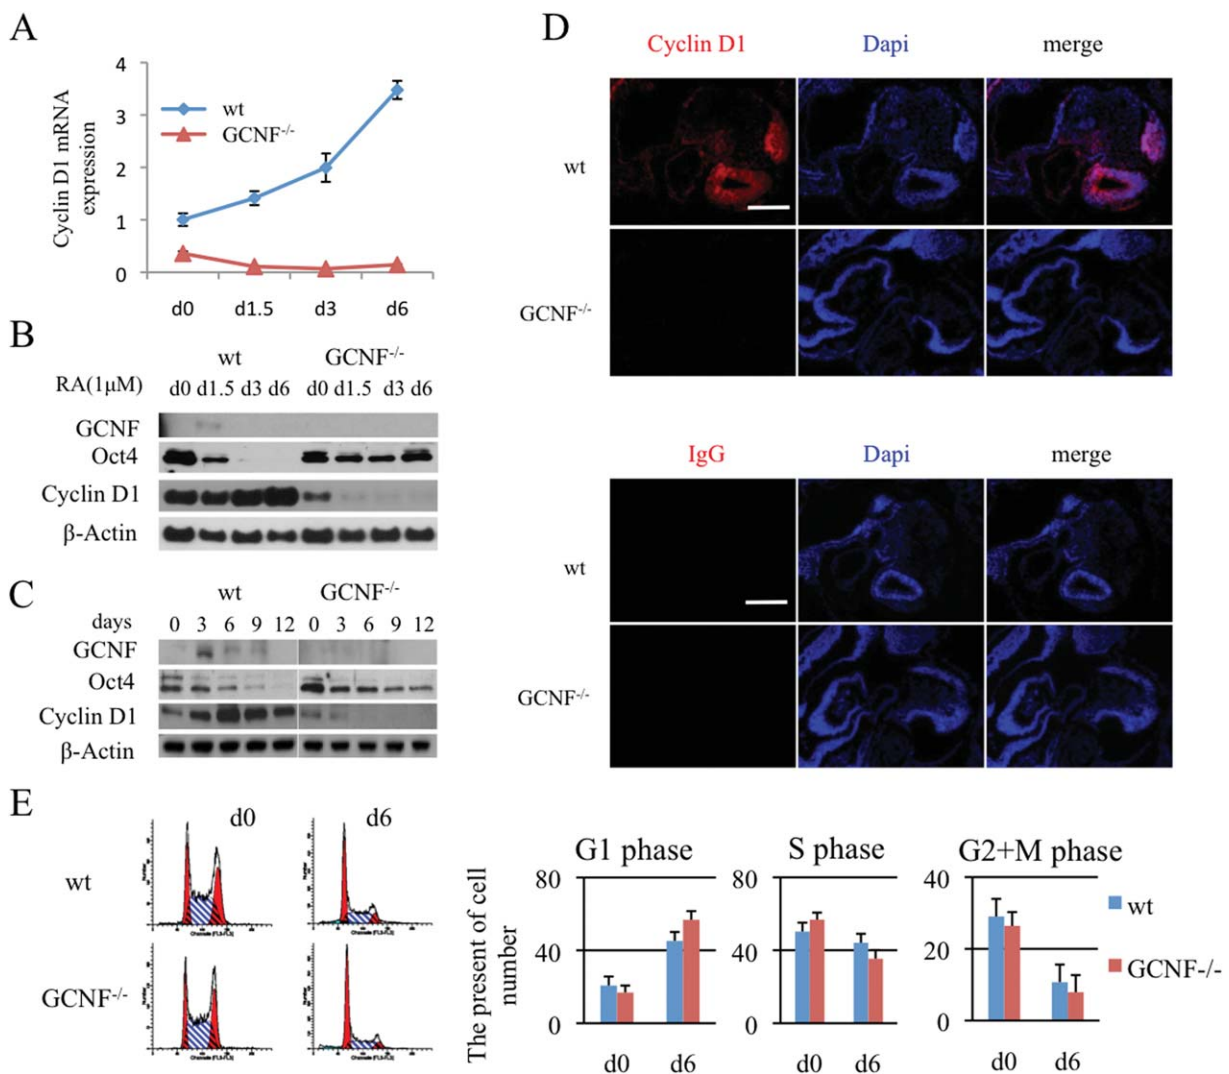 A
Cyclin D1 mRNA
expression
4
3
2
1
0
wt
GCNF-/-
d0 d1.5 d3 d6
B
wt GCNF-/-
RA(1μM) d0 d1.5 d3 d6 d0 d1.5 d3 d6
GCNF
Oct4
Cyclin D1
β-Actin
C
wt GCNF-/-
days 0 3 6 9 12 0 3 6 9 12
GCNF
Oct4
Cyclin D1
β-Actin
D
Cyclin D1 Dapi merge
wt
GCNF-/-
IgG Dapi merge
wt
GCNF-/-
E
d0 d6
wt
GCNF-/-
Number
Channels (FL3-FL3)
The present of cell
number
G1 phase
80
40
0
d0 d6
S phase
80
40
0
d0 d6
G2+M phase
40
20
0
d0 d6
wt
GCNF-/-